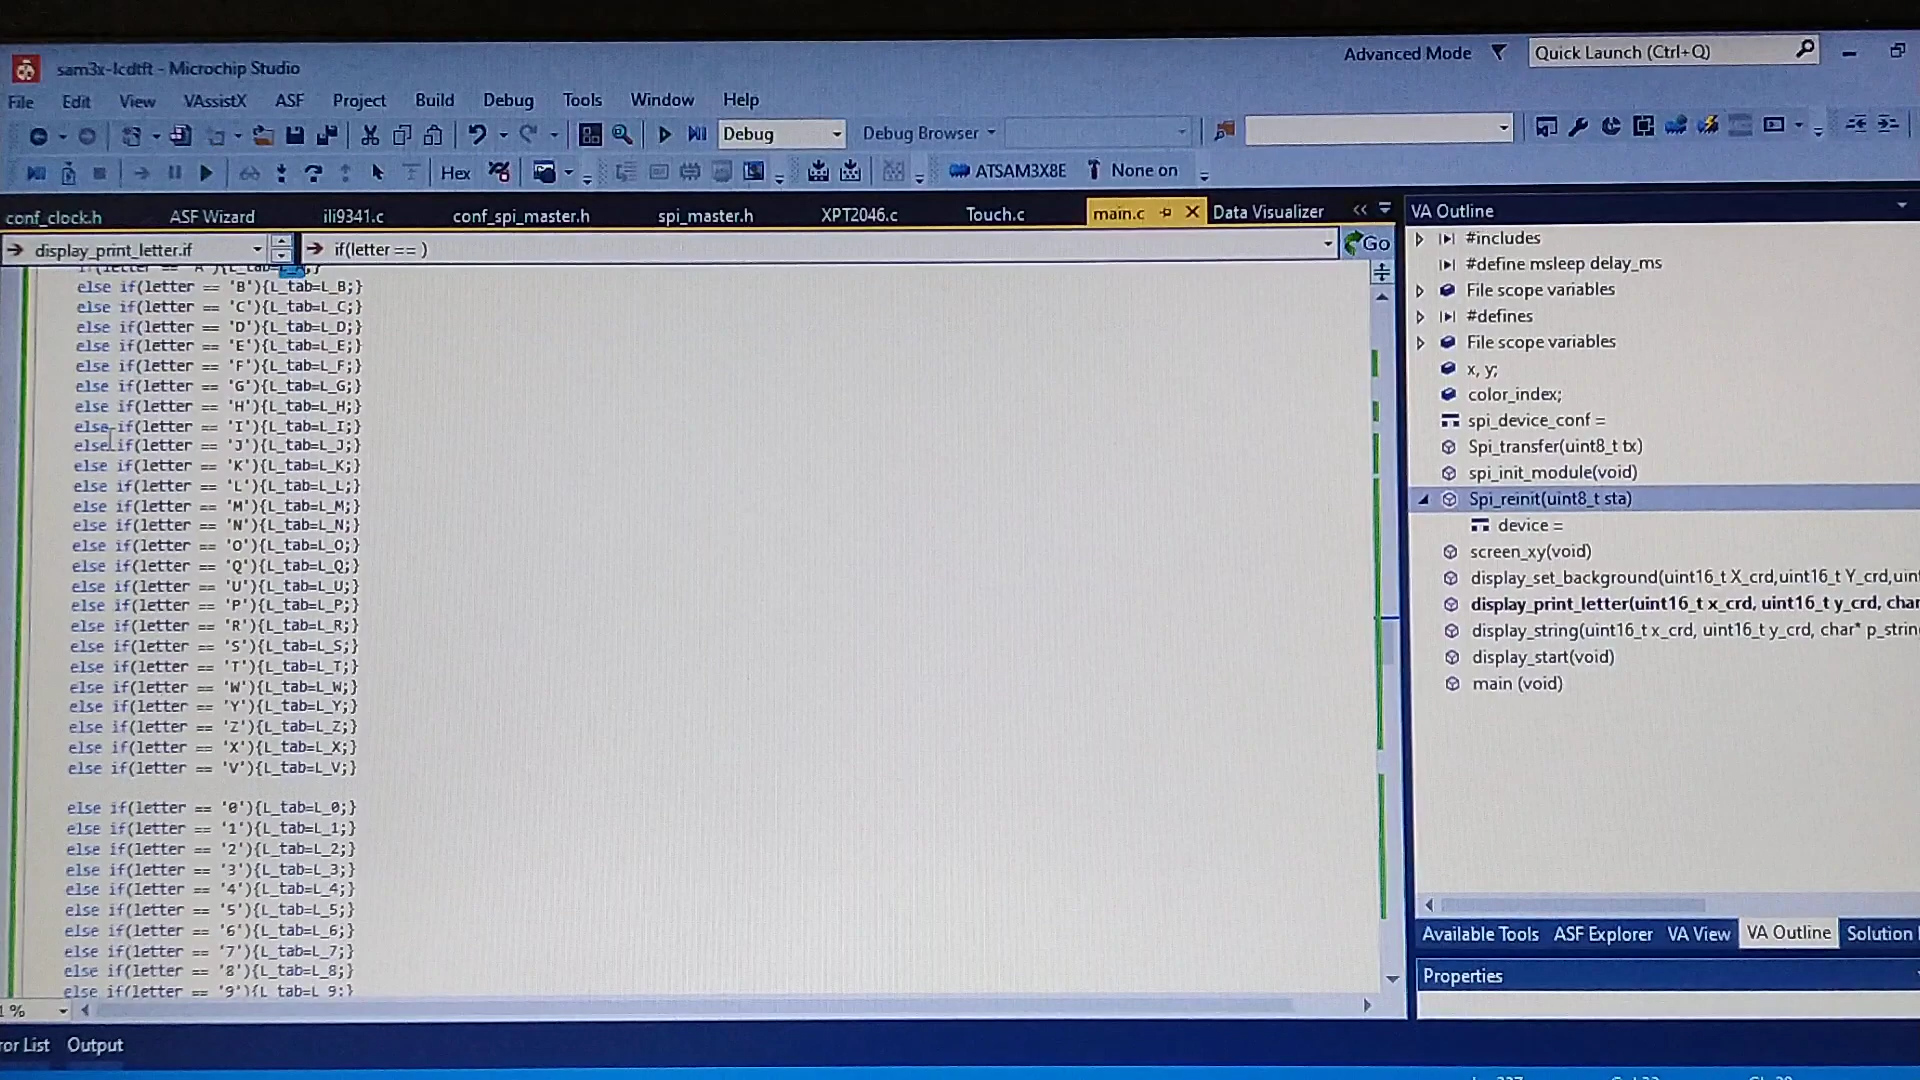 sam3x-lcdtft - Microchip Studio
Advanced Mode
Quick Launch (Ctrl+Q)
File Edit View VAssistX ASF Project Build Debug Tools Window Help
Debug
Debug Browser
Hex
ATSAM3X8E
None on
conf_clock.h ASF Wizard ili9341.c conf_spi_master.h spi_master.h XPT2046.c Touch.c main.c Data Visualizer
display_print_letter.if
if(letter == )
Go
else if(letter == 'B'){L_tab=L_B;}
else if(letter == 'C'){L_tab=L_C;}
else if(letter == 'D'){L_tab=L_D;}
else if(letter == 'E'){L_tab=L_E;}
else if(letter == 'F'){L_tab=L_F;}
else if(letter == 'G'){L_tab=L_G;}
else if(letter == 'H'){L_tab=L_H;}
else if(letter == 'I'){L_tab=L_I;}
else if(letter == 'J'){L_tab=L_J;}
else if(letter == 'K'){L_tab=L_K;}
else if(letter == 'L'){L_tab=L_L;}
else if(letter == 'M'){L_tab=L_M;}
else if(letter == 'N'){L_tab=L_N;}
else if(letter == 'O'){L_tab=L_O;}
else if(letter == 'Q'){L_tab=L_Q;}
else if(letter == 'U'){L_tab=L_U;}
else if(letter == 'P'){L_tab=L_P;}
else if(letter == 'R'){L_tab=L_R;}
else if(letter == 'S'){L_tab=L_S;}
else if(letter == 'T'){L_tab=L_T;}
else if(letter == 'W'){L_tab=L_W;}
else if(letter == 'Y'){L_tab=L_Y;}
else if(letter == 'Z'){L_tab=L_Z;}
else if(letter == 'X'){L_tab=L_X;}
else if(letter == 'V'){L_tab=L_V;}
else if(letter == '0'){L_tab=L_0;}
else if(letter == '1'){L_tab=L_1;}
else if(letter == '2'){L_tab=L_2;}
else if(letter == '3'){L_tab=L_3;}
else if(letter == '4'){L_tab=L_4;}
else if(letter == '5'){L_tab=L_5;}
else if(letter == '6'){L_tab=L_6;}
else if(letter == '7'){L_tab=L_7;}
else if(letter == '8'){L_tab=L_8;}
else if(letter == '9'){L_tab=L_9;}
VA Outline
#includes
#define msleep delay_ms
File scope variables
#defines
File scope variables
x, y;
color_index;
spi_device_conf =
Spi_transfer(uint8_t tx)
spi_init_module(void)
Spi_reinit(uint8_t sta)
device =
screen_xy(void)
display_set_background(uint16_t X_crd,uint16_t Y_crd,uin
display_print_letter(uint16_t x_crd, uint16_t y_crd, char
display_string(uint16_t x_crd, uint16_t y_crd, char* p_strin
display_start(void)
main (void)
Available Tools ASF Explorer VA View VA Outline Solution
Properties
%
ror List Output